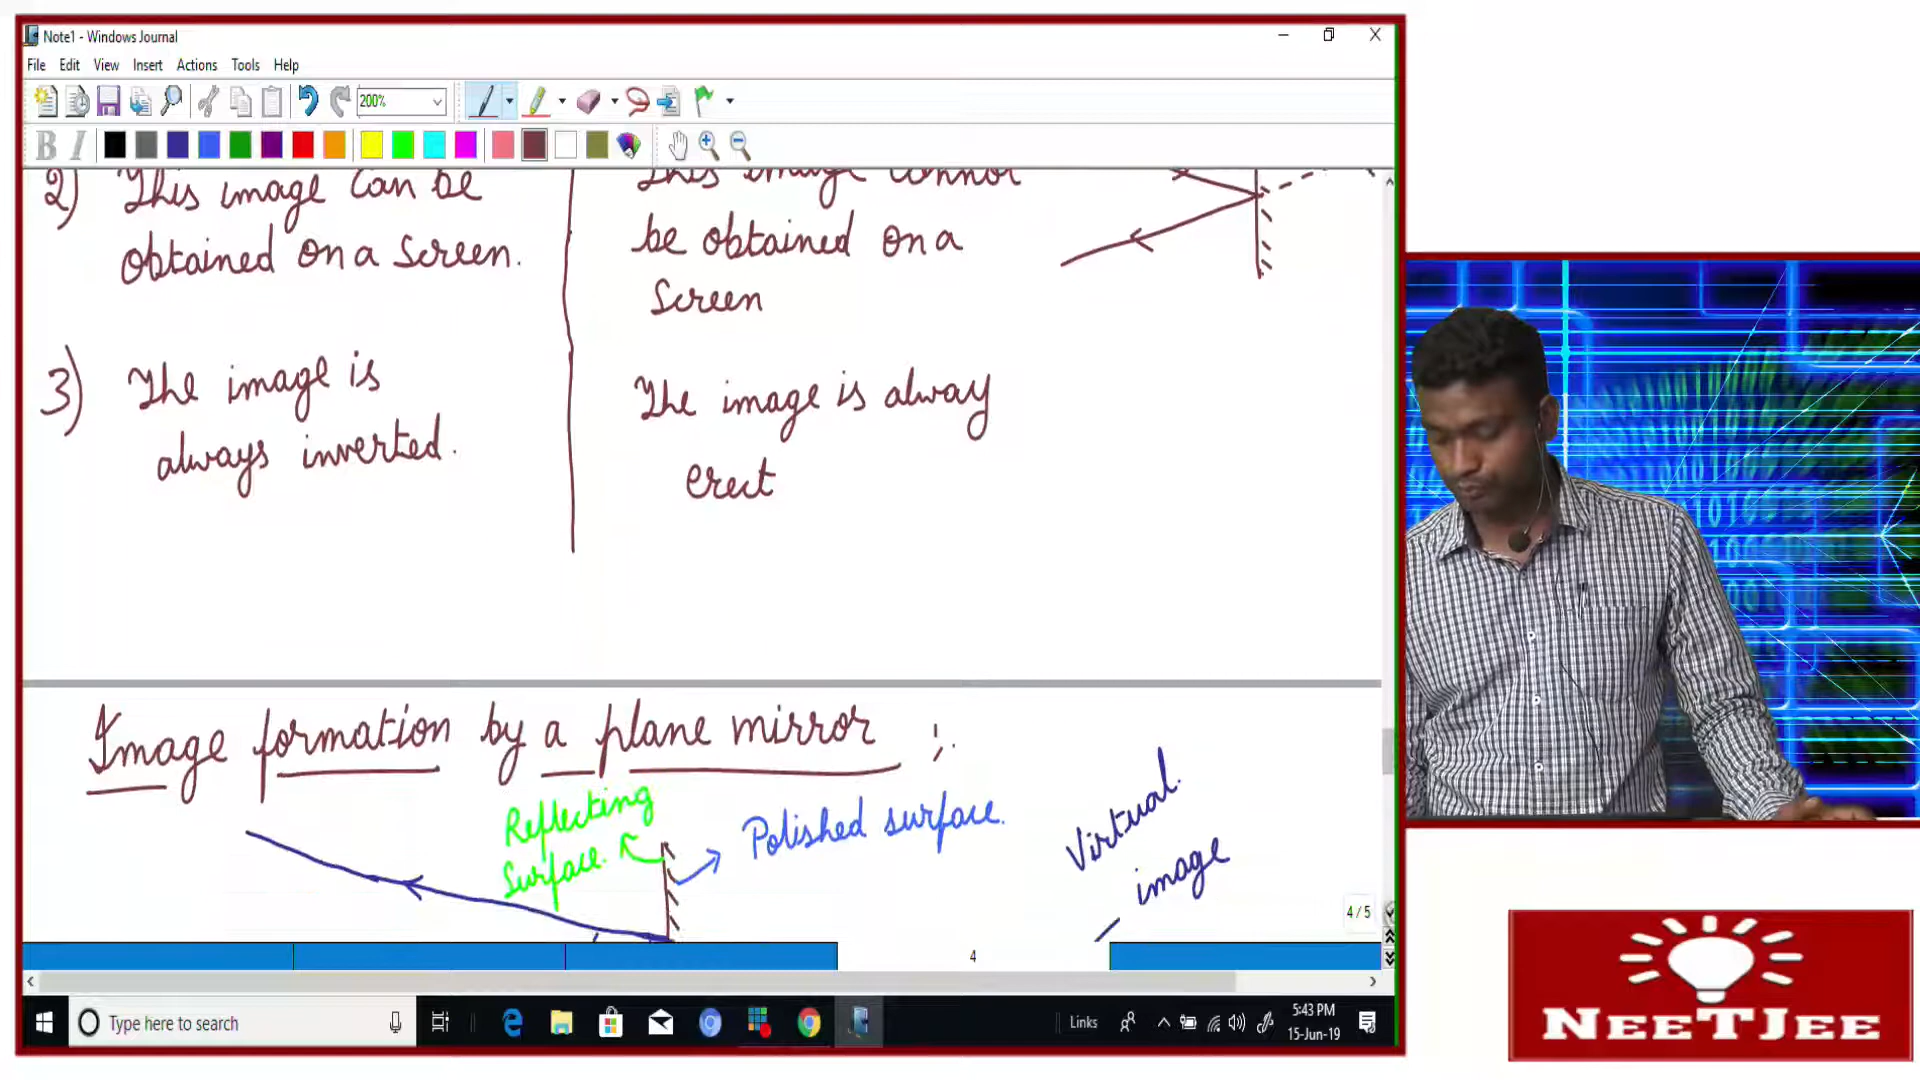 Note1 - Windows Journal
File Edit View Insert Actions Tools Help
200%
B I
2) This image can be
obtained on a screen.
This image connor
be obtained on a
screen
3) The image is
always inverted.
The image is alway
erect
Image formation by a plane mirror :.
Reflecting
surface.
Polished surface.
Virtual.
image
4 / 5
4
Type here to search
Links
5:43 PM
15-Jun-19
NEETJEE